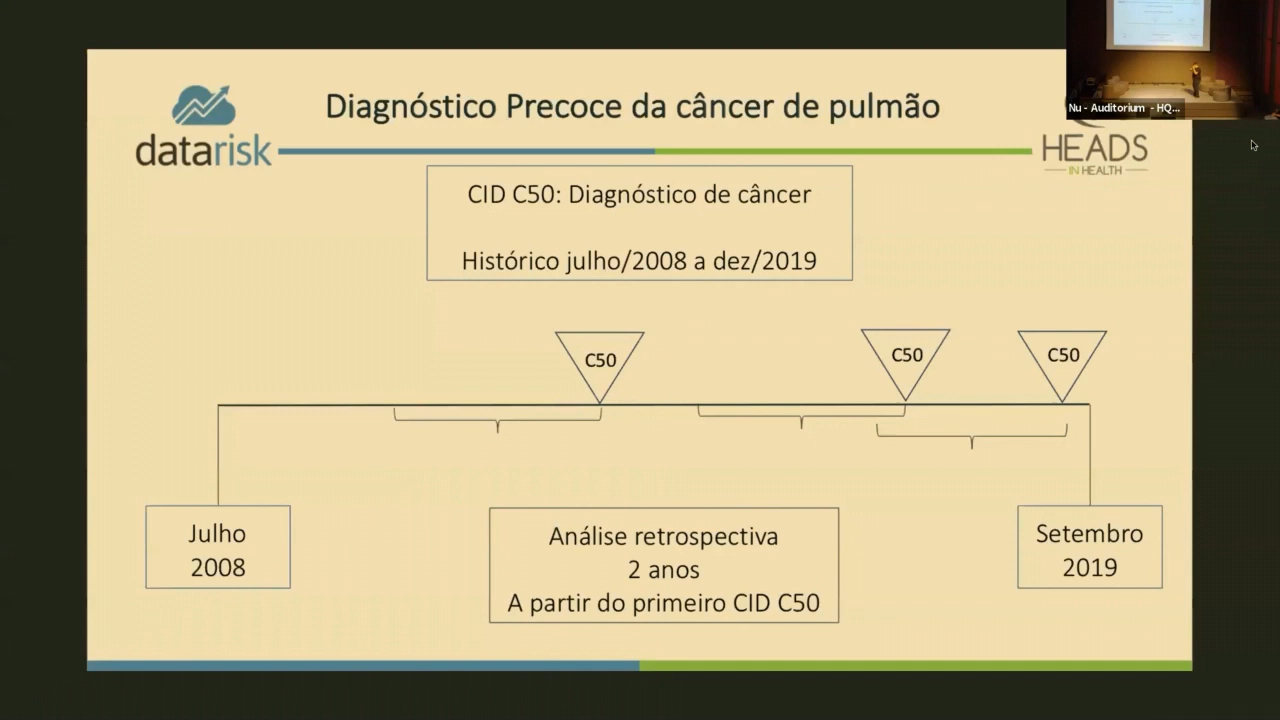 Nu - Auditorium - HQ...
datarisk
Diagnóstico Precoce da câncer de pulmão
HEADS
IN HEALTH
CID C50: Diagnóstico de câncer
Histórico julho/2008 a dez/2019
C50
C50
C50
Julho
2008
Análise retrospectiva
2 anos
A partir do primeiro CID C50
Setembro
2019